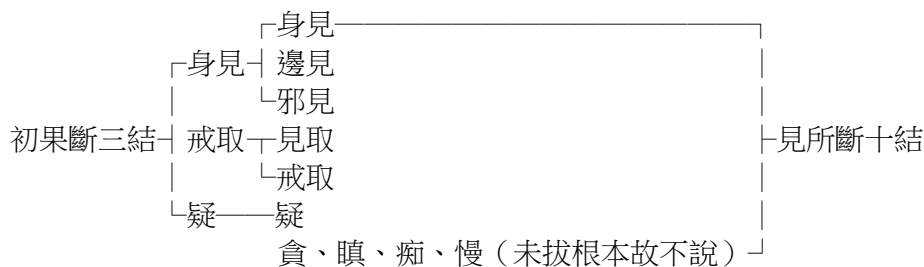 身見
身見 邊見
邪見
初果斷三結 戒取 見取 見所斷十結
戒取
疑 疑
貪、瞋、痴、慢（未拔根本故不說）